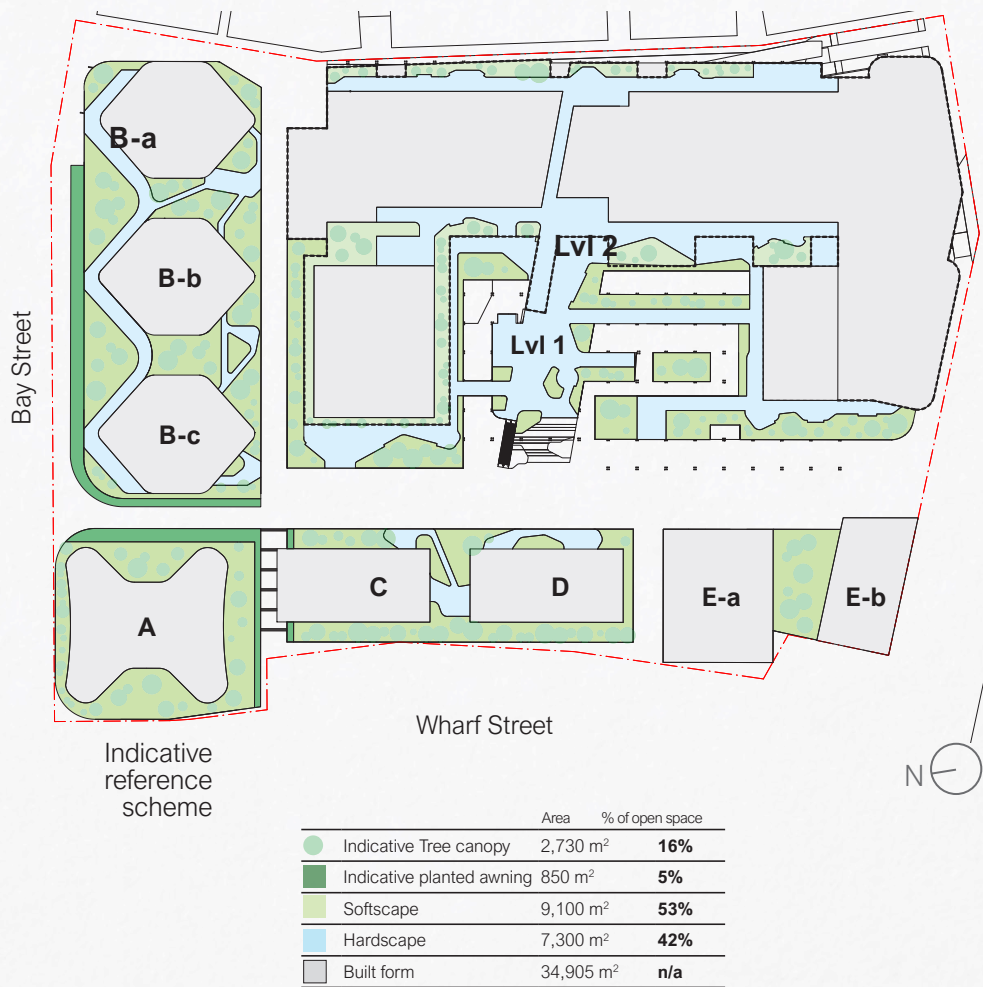 B-a
Lvl 2
B-b
Lvl 1
Bay Street
B-c
A
C
D
E-a
E-b
Wharf Street
Indicative
reference
scheme
N
Area % of open space
Indicative Tree canopy 2,730 m² 16%
Indicative planted awning 850 m² 5%
Softscape 9,100 m² 53%
Hardscape 7,300 m² 42%
Built form 34,905 m² n/a